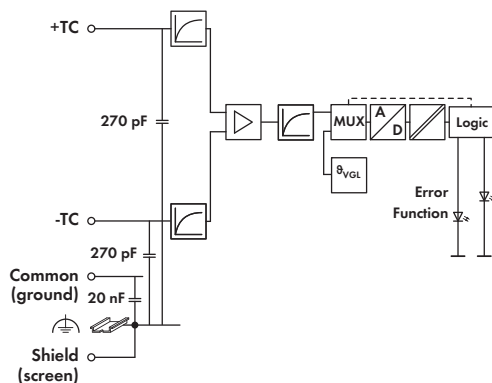 +TC
270 pF
MUX
A
D
Logic
ϑVGL
Error
Function
-TC
270 pF
Common
(ground)
20 nF
Shield
(screen)